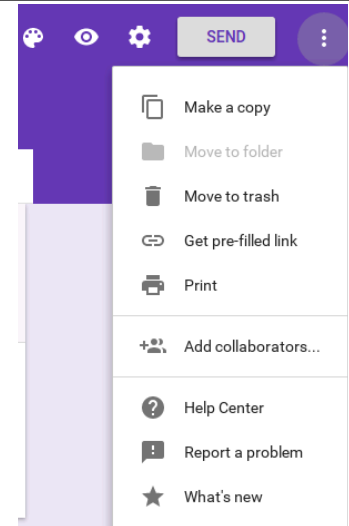 SEND
Make a copy
Move to folder
Move to trash
Get pre-filled link
Print
Add collaborators...
Help Center
Report a problem
What's new